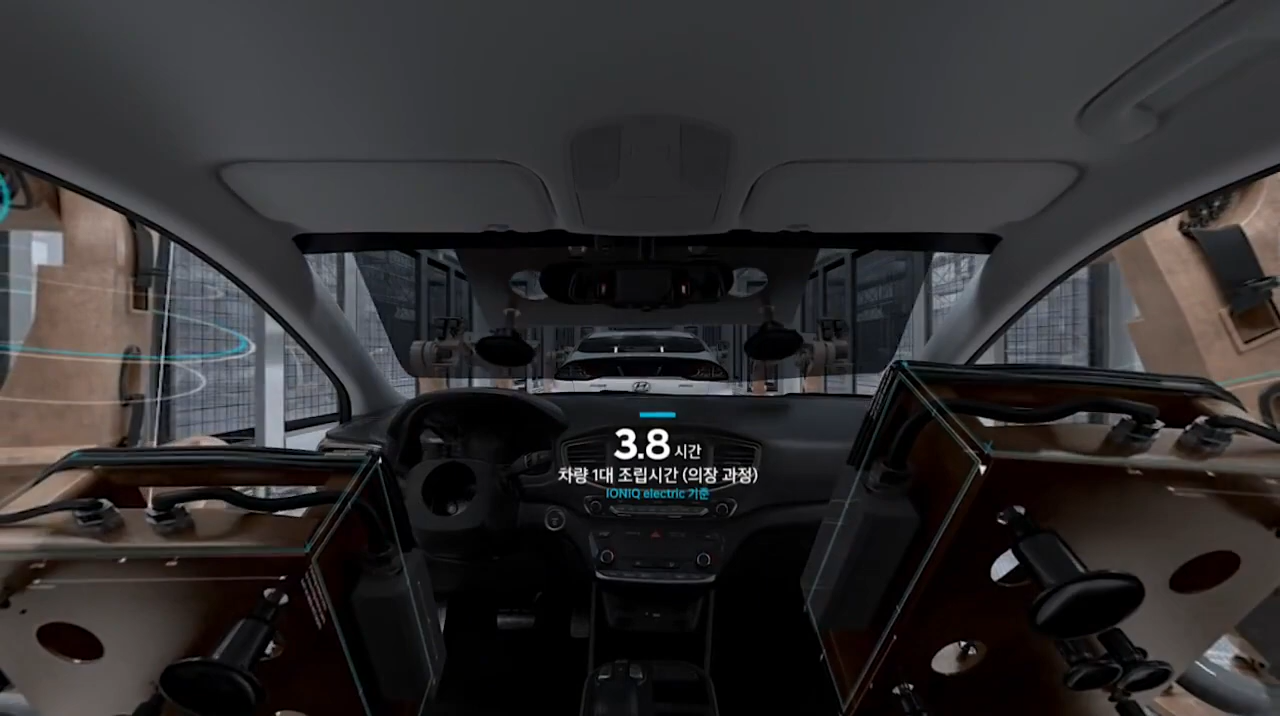 3.8 시간
차량 1대 조립시간 (의장 과정)
IONIQ electric 기준